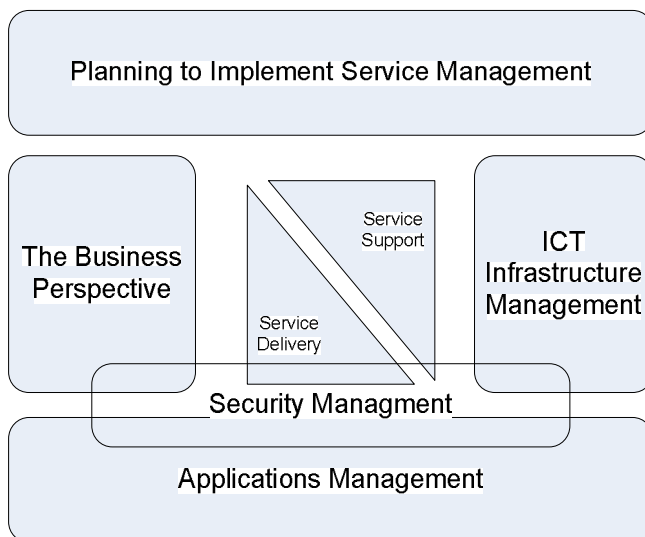 Planning to Implement Service Management
The Business
Perspective
Service
Support
ICT
Infrastructure
Management
Service
Delivery
Security Managment
Applications Management